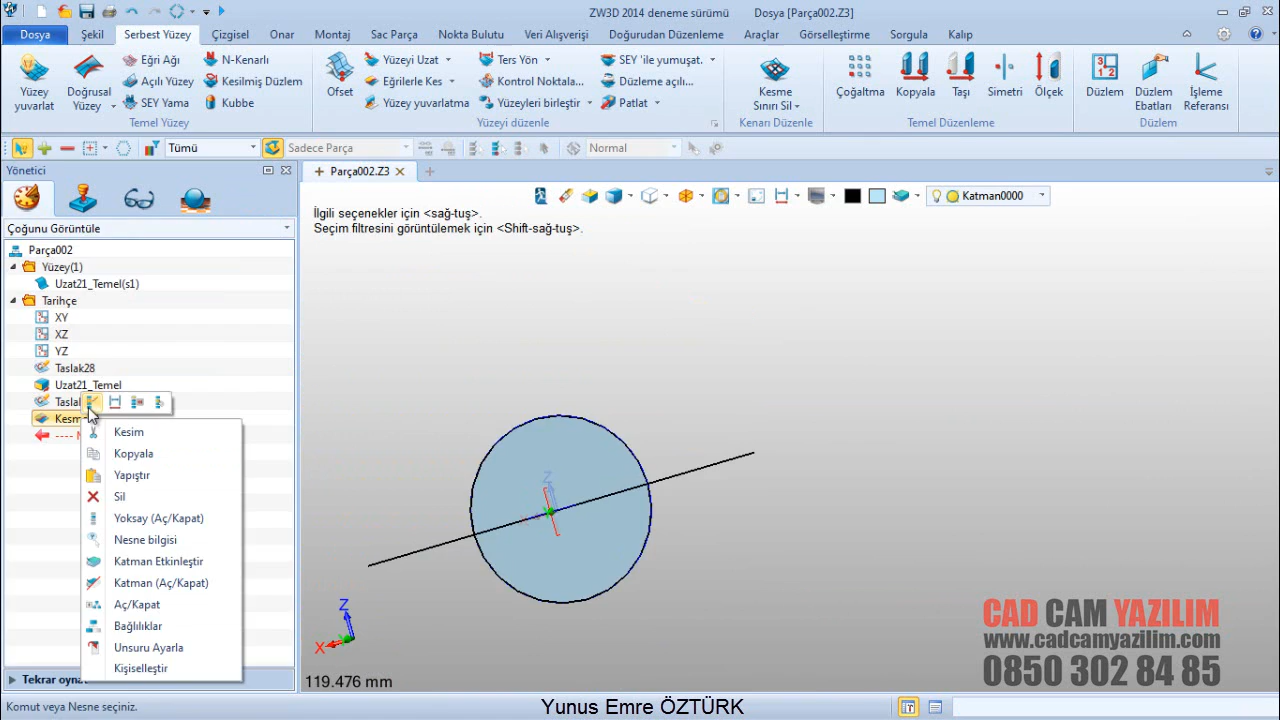 ZW3D 2014 deneme sürümü Dosya [Parça002.Z3]
Dosya Şekil Serbest Yüzey Çizgisel Onar Montaj Sac Parça Nokta Bulutu Veri Alışverişi Doğurudan Düzenleme Araçlar Görselleştirme Sorgula Kalıp
Yüzey yuvarlat
Doğrusal Yüzey
Eğri Ağı
Açılı Yüzey
SEY Yama
N-Kenarlı
Kesilmiş Düzlem
Kubbe
Temel Yüzey
Ofset
Yüzeyi Uzat
Eğrilerle Kes
Yüzey yuvarlatma
Ters Yön
Kontrol Noktala...
Yüzeyleri birleştir
SEY 'ile yumuşat.
Düzleme açılı...
Patlat
Yüzeyi düzenle
Kesme Sınırı Sil
Kenarı Düzenle
Çoğaltma
Kopyala
Taşı
Simetri
Ölçek
Temel Düzenleme
Düzlem
Düzlem Ebatları
İşleme Referansı
Düzlem
Tümü
Sadece Parça
Normal
Yönetici
Parça002.Z3
Çoğunu Görüntüle
İlgili seçenekler için <sağ-tuş>.
Seçim filtresini görüntülemek için <Shift-sağ-tuş>.
Katman0000
Parça002
Yüzey(1)
Uzat21_Temel(s1)
Tarihçe
XY
XZ
YZ
Taslak28
Uzat21_Temel
Kesim
Kopyala
Yapıştır
Sil
Yoksay (Aç/Kapat)
Nesne bilgisi
Katman Etkinleştir
Katman (Aç/Kapat)
Aç/Kapat
Bağlılıklar
Unsuru Ayarla
Kişiselleştir
Z
Z
X
119.476 mm
CAD CAM YAZILIM
www.cadcamyazilim.com
0850 302 84 85
Komut veya Nesne seçiniz.
Yunus Emre ÖZTÜRK